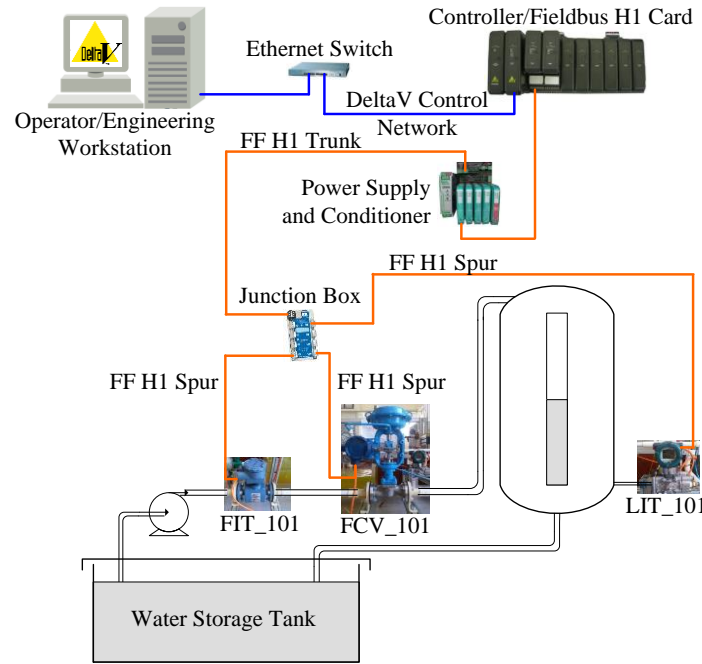 Controller/Fieldbus H1 Card
Ethernet Switch
DeltaV
Operator/Engineering
Workstation
DeltaV Control
Network
FF H1 Trunk
Power Supply
and Conditioner
FF H1 Spur
Junction Box
FF H1 Spur
FF H1 Spur
FIT_101
FCV_101
LIT_101
Water Storage Tank